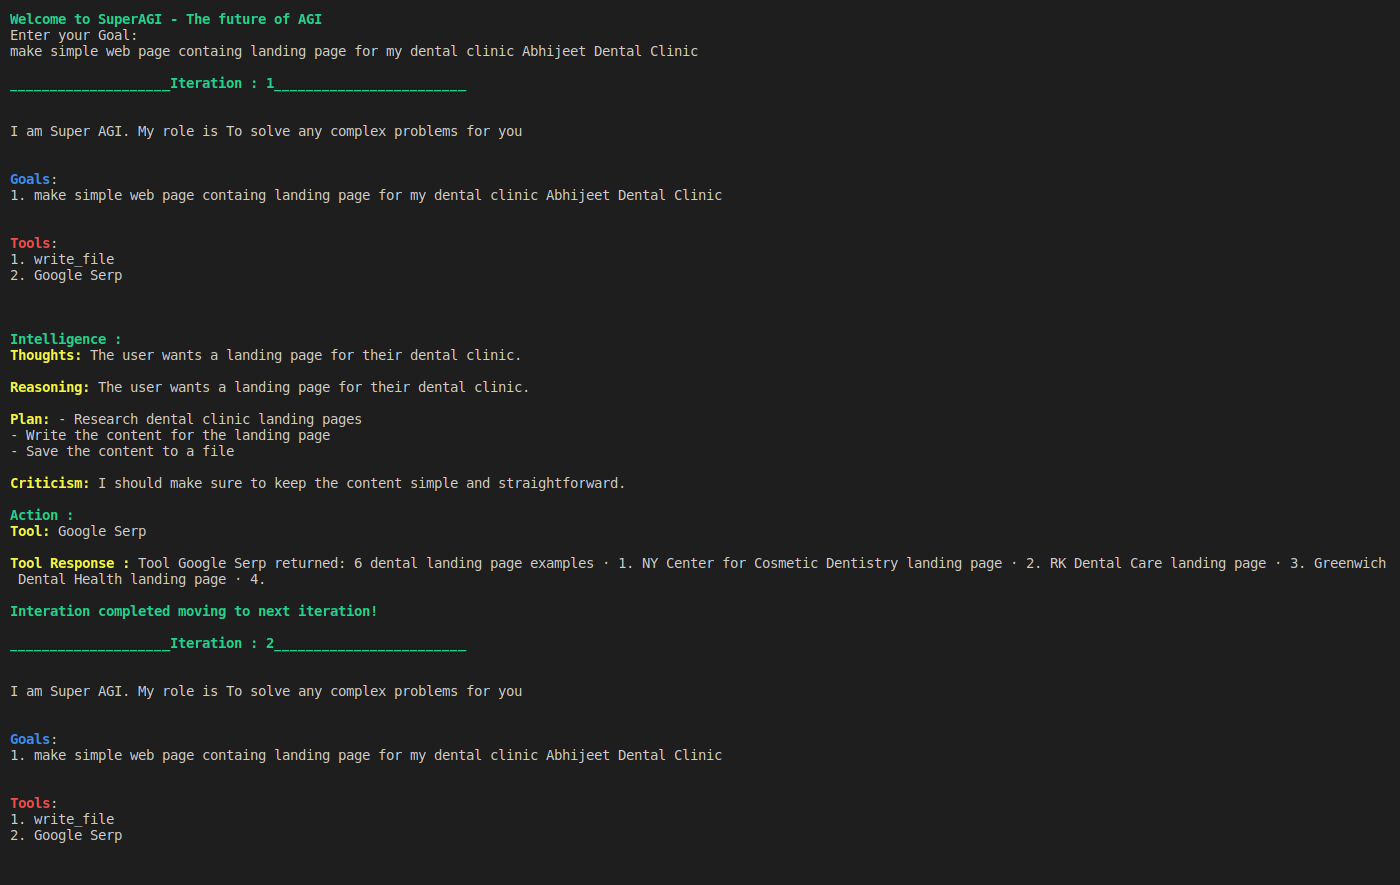 Welcome to SuperAGI - The future of AGI
Enter your Goal:
make simple web page containg landing page for my dental clinic Abhijeet Dental Clinic
____________________Iteration : 1________________________
I am Super AGI. My role is To solve any complex problems for you
Goals:
1. make simple web page containg landing page for my dental clinic Abhijeet Dental Clinic
Tools:
1. write_file
2. Google Serp
Intelligence :
Thoughts: The user wants a landing page for their dental clinic.
Reasoning: The user wants a landing page for their dental clinic.
Plan: - Research dental clinic landing pages
- Write the content for the landing page
- Save the content to a file
Criticism: I should make sure to keep the content simple and straightforward.
Action :
Tool: Google Serp
Tool Response : Tool Google Serp returned: 6 dental landing page examples · 1. NY Center for Cosmetic Dentistry landing page · 2. RK Dental Care landing page · 3. Greenwich
Dental Health landing page · 4.
Interation completed moving to next iteration!
____________________Iteration : 2________________________
I am Super AGI. My role is To solve any complex problems for you
Goals:
1. make simple web page containg landing page for my dental clinic Abhijeet Dental Clinic
Tools:
1. write_file
2. Google Serp